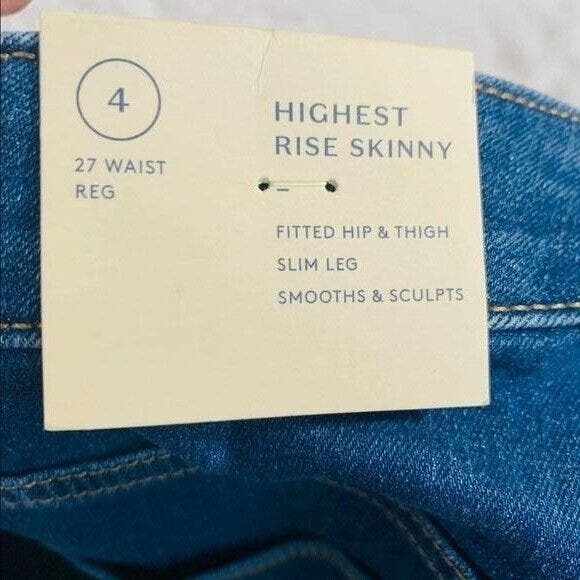 4
27 WAIST
REG
HIGHEST
RISE SKINNY
–
FITTED HIP & THIGH
SLIM LEG
SMOOTHS & SCULPTS